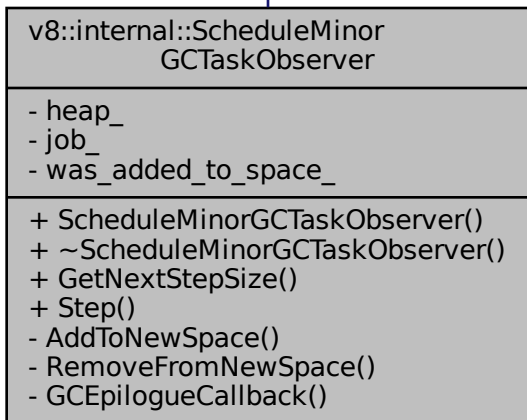 v8::internal::ScheduleMinor
GCTaskObserver
- heap_
- job_
- was_added_to_space_
+ ScheduleMinorGCTaskObserver()
+ ~ScheduleMinorGCTaskObserver()
+ GetNextStepSize()
+ Step()
- AddToNewSpace()
- RemoveFromNewSpace()
- GCEpilogueCallback()